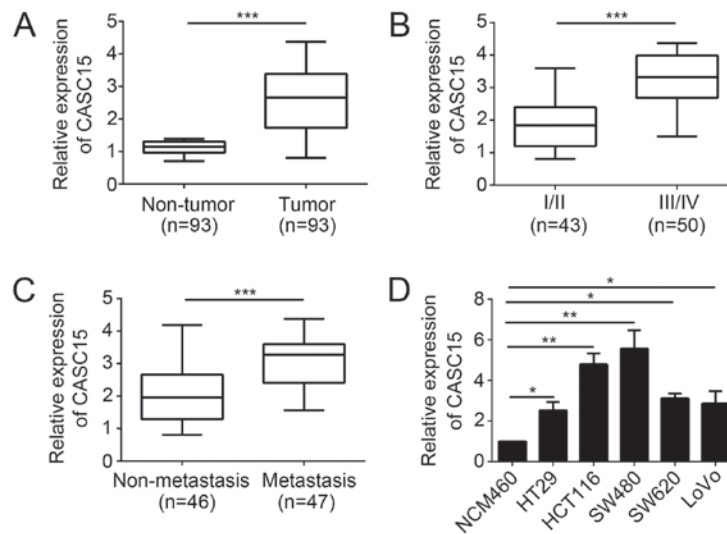 A
Relative expression
of CASC15
5
4
3
2
1
0
***
Non-tumor
(n=93)
Tumor
(n=93)
B
Relative expression
of CASC15
5
4
3
2
1
0
***
I/II
(n=43)
III/IV
(n=50)
C
Relative expression
of CASC15
5
4
3
2
1
0
***
Non-metastasis
(n=46)
Metastasis
(n=47)
D
Relative expression
of CASC15
8
6
4
2
0
*
*
**
**
*
NCM460
HT29
HCT116
SW480
SW620
LoVo